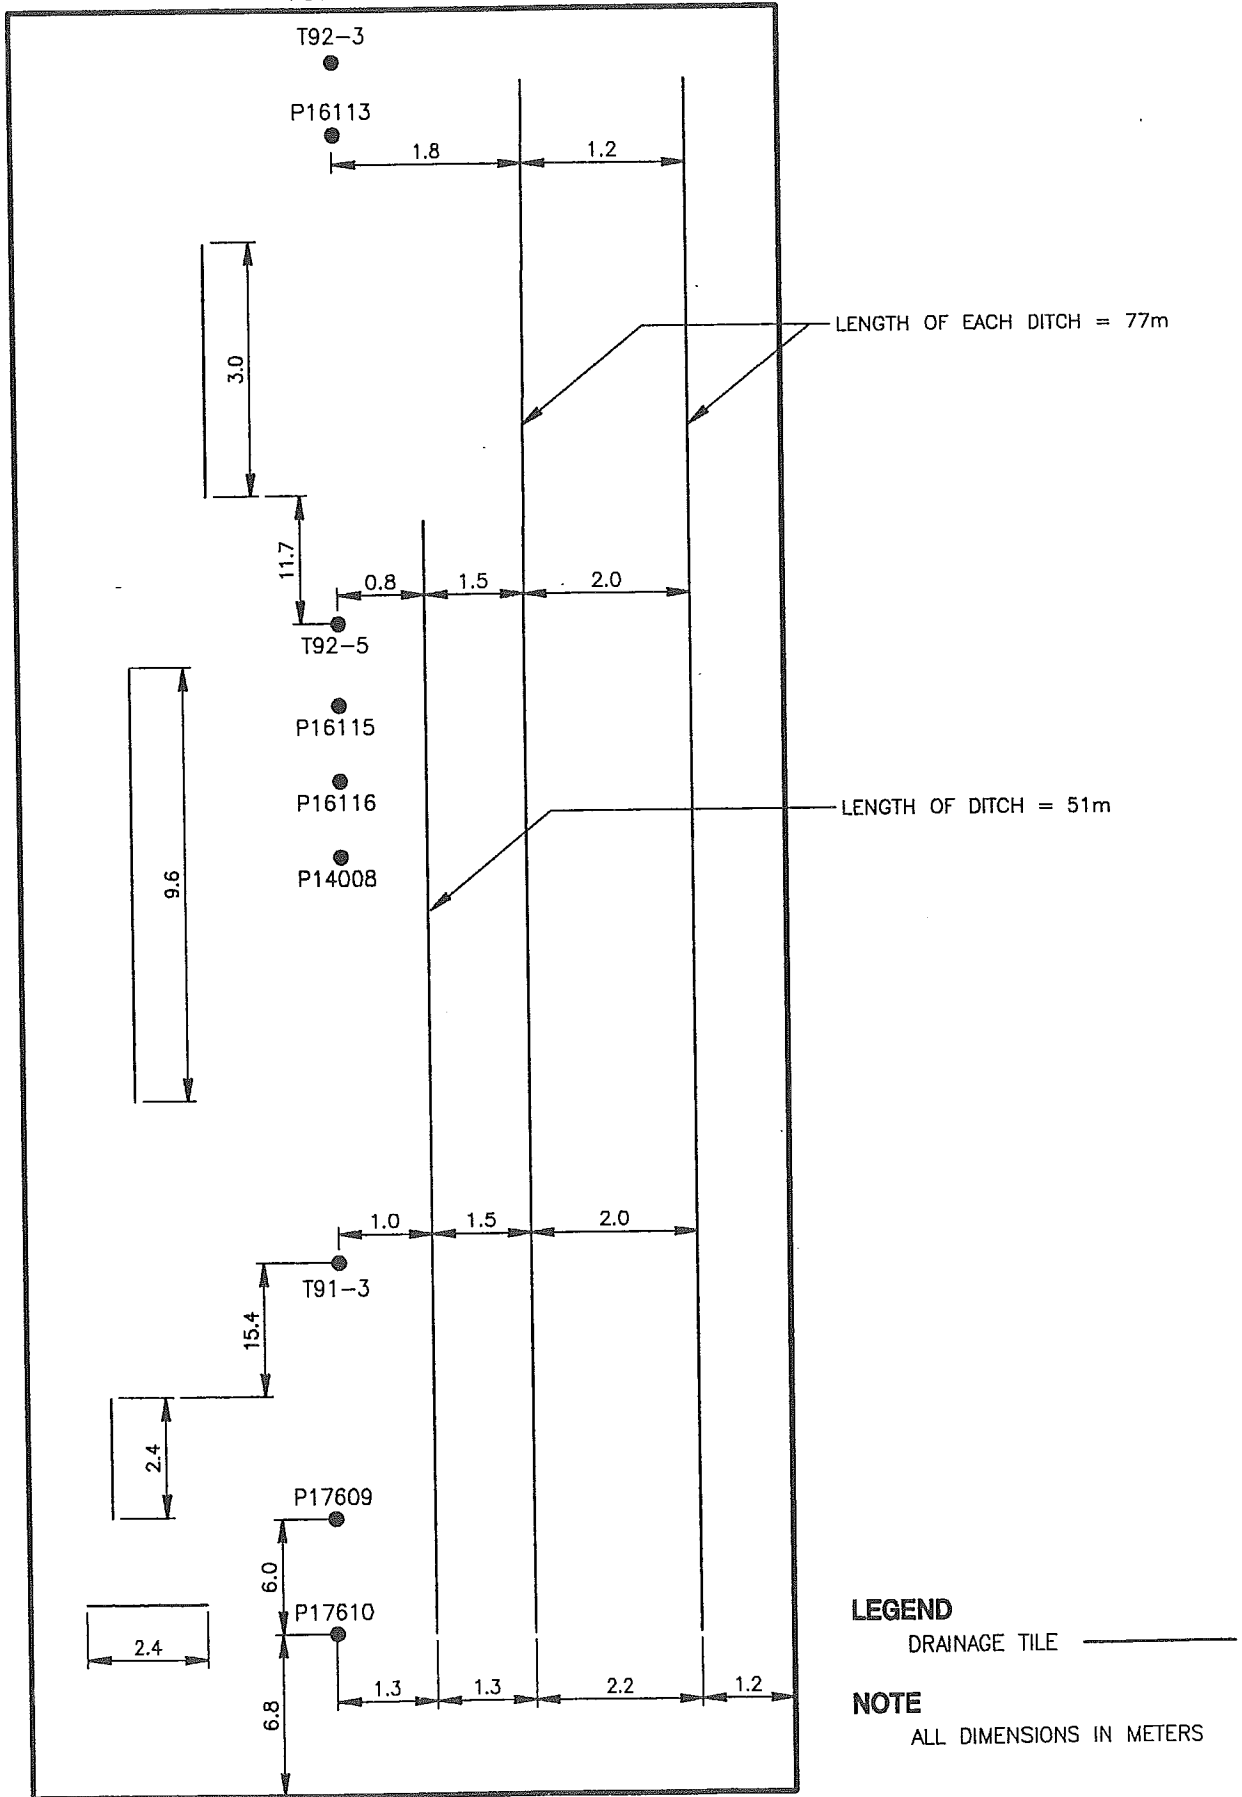 T92-3
P16113
1.8
1.2
3.0
LENGTH OF EACH DITCH = 77m
11.7
0.8
1.5
2.0
T92-5
P16115
P16116
LENGTH OF DITCH = 51m
P14008
9.6
1.0
1.5
2.0
T91-3
15.4
2.4
P17609
6.0
P17610
2.4
6.8
1.3
1.3
2.2
1.2
LEGEND
DRAINAGE TILE
NOTE
ALL DIMENSIONS IN METERS